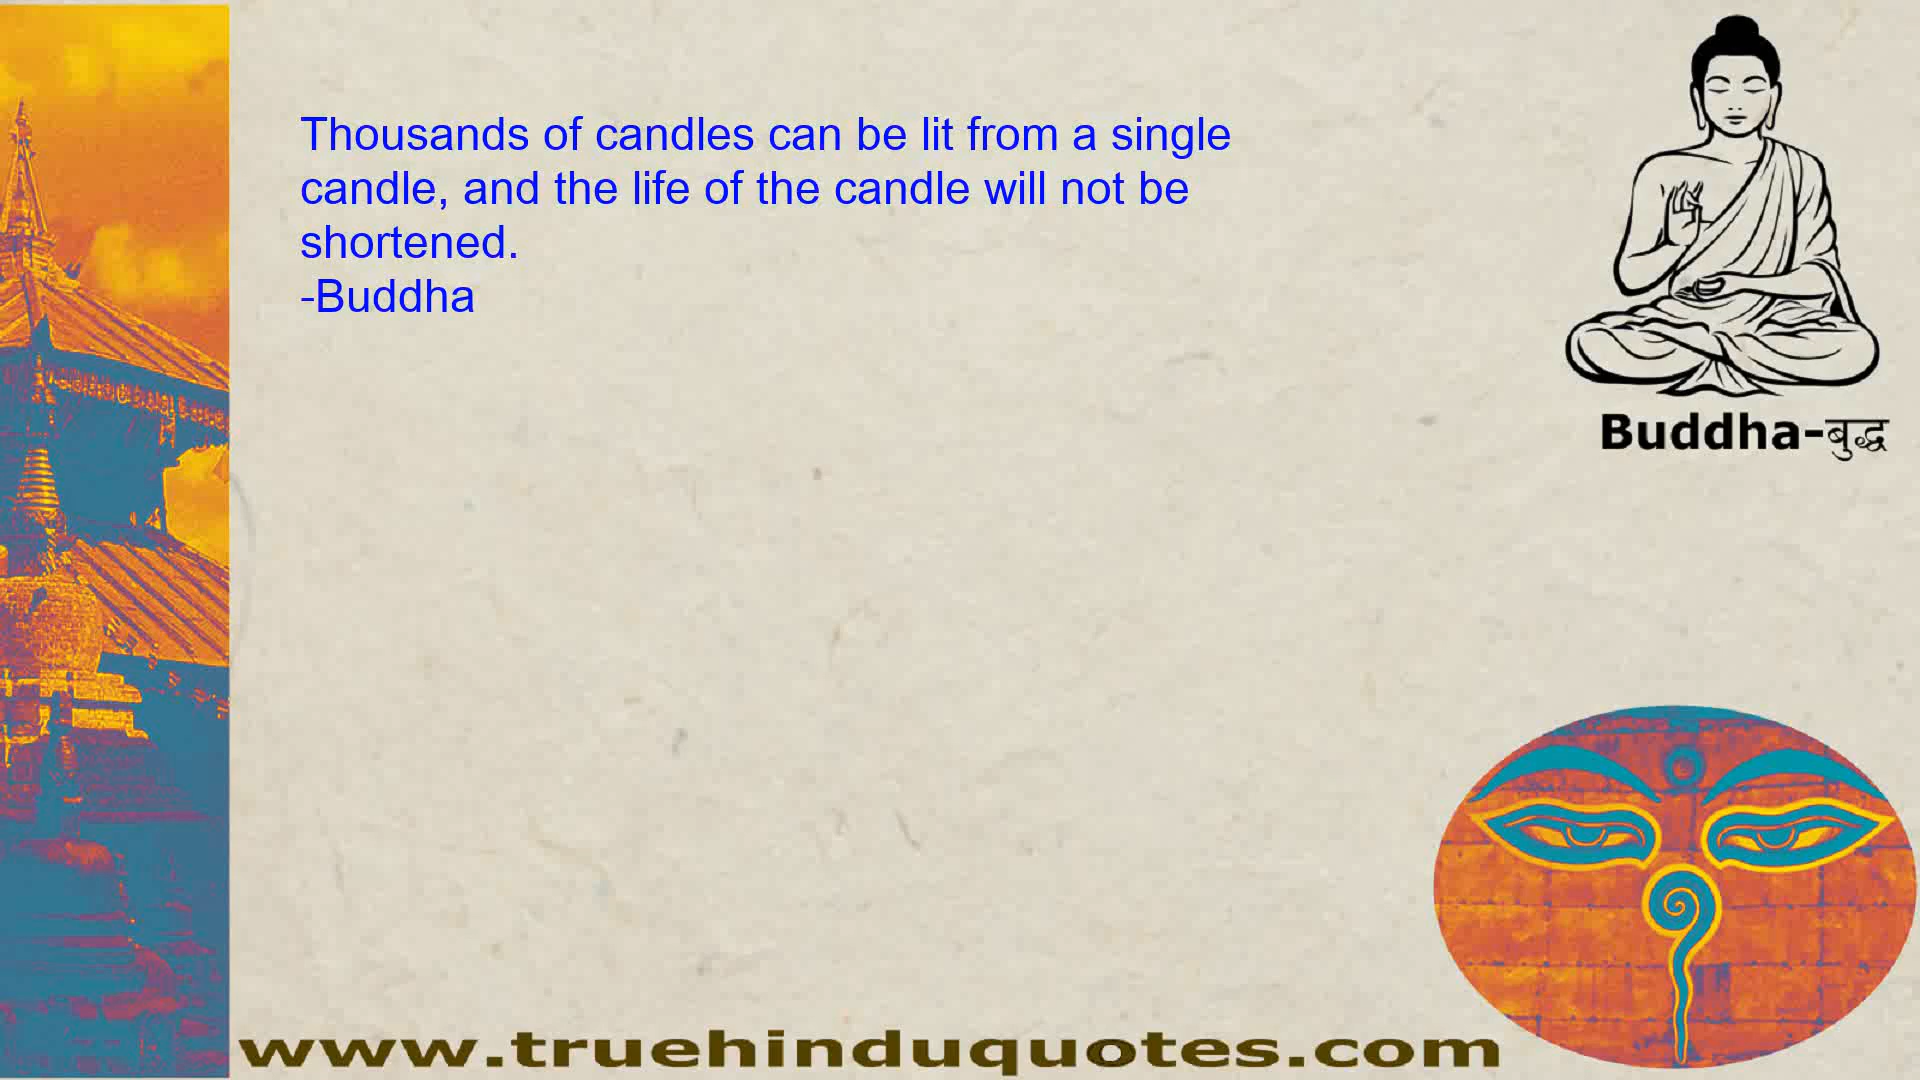 Thousands of candles can be lit from a single
candle, and the life of the candle will not be
shortened.
-Buddha
Buddha-बुद्ध
www.truehinduquotes.com